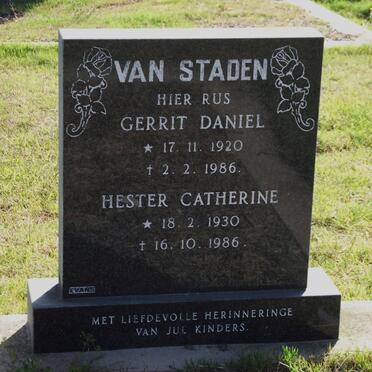 VAN STADEN
HIER RUS
GERRIT DANIEL
★ 17. 11. 1920
† 2. 2. 1986.
HESTER CATHERINE
★ 18. 2. 1930
† 16. 10. 1986.
MET LIEFDEVOLLE HERINNERINGE
VAN JUL KINDERS.